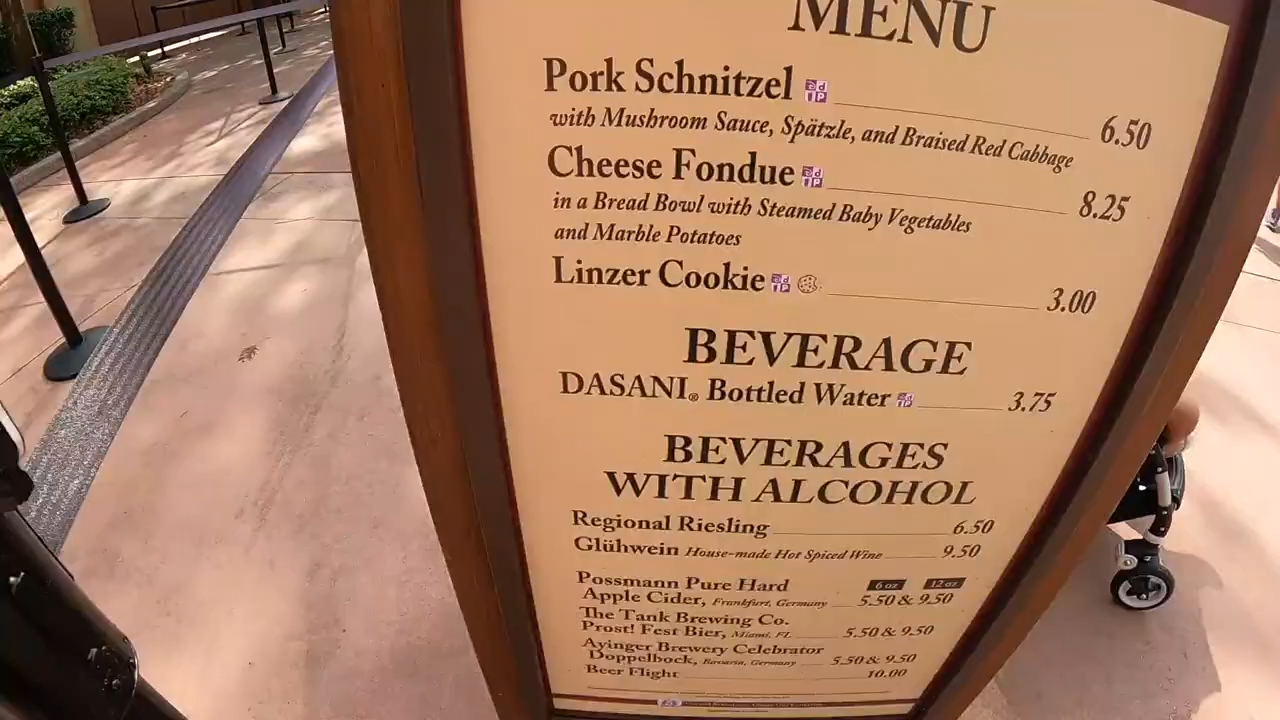 MENU
Pork Schnitzel 6.50
with Mushroom Sauce, Spätzle, and Braised Red Cabbage
Cheese Fondue 8.25
in a Bread Bowl with Steamed Baby Vegetables
and Marble Potatoes
Linzer Cookie 3.00
BEVERAGE
DASANI® Bottled Water 3.75
BEVERAGES
WITH ALCOHOL
Regional Riesling 6.50
Glühwein House-made Hot Spiced Wine 9.50
Possmann Pure Hard 6 oz 12 oz
Apple Cider, Frankfurt, Germany 5.50 & 9.50
The Tank Brewing Co.
Prost! Fest Bier, Miami, FL 5.50 & 9.50
Ayinger Brewery Celebrator
Doppelbock, Bavaria, Germany 5.50 & 9.50
Beer Flight 10.00